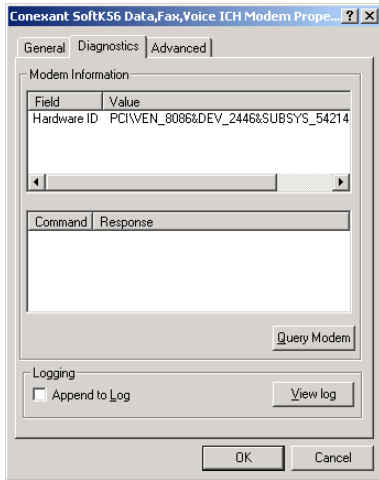 Conexant SoftK56 Data,Fax,Voice ICH Modem Prope...
General Diagnostics Advanced
Modem Information
Field Value
Hardware ID PCI\VEN_8086&DEV_2446&SUBSYS_54214
Command Response
Query Modem
Logging
Append to Log View log
OK Cancel